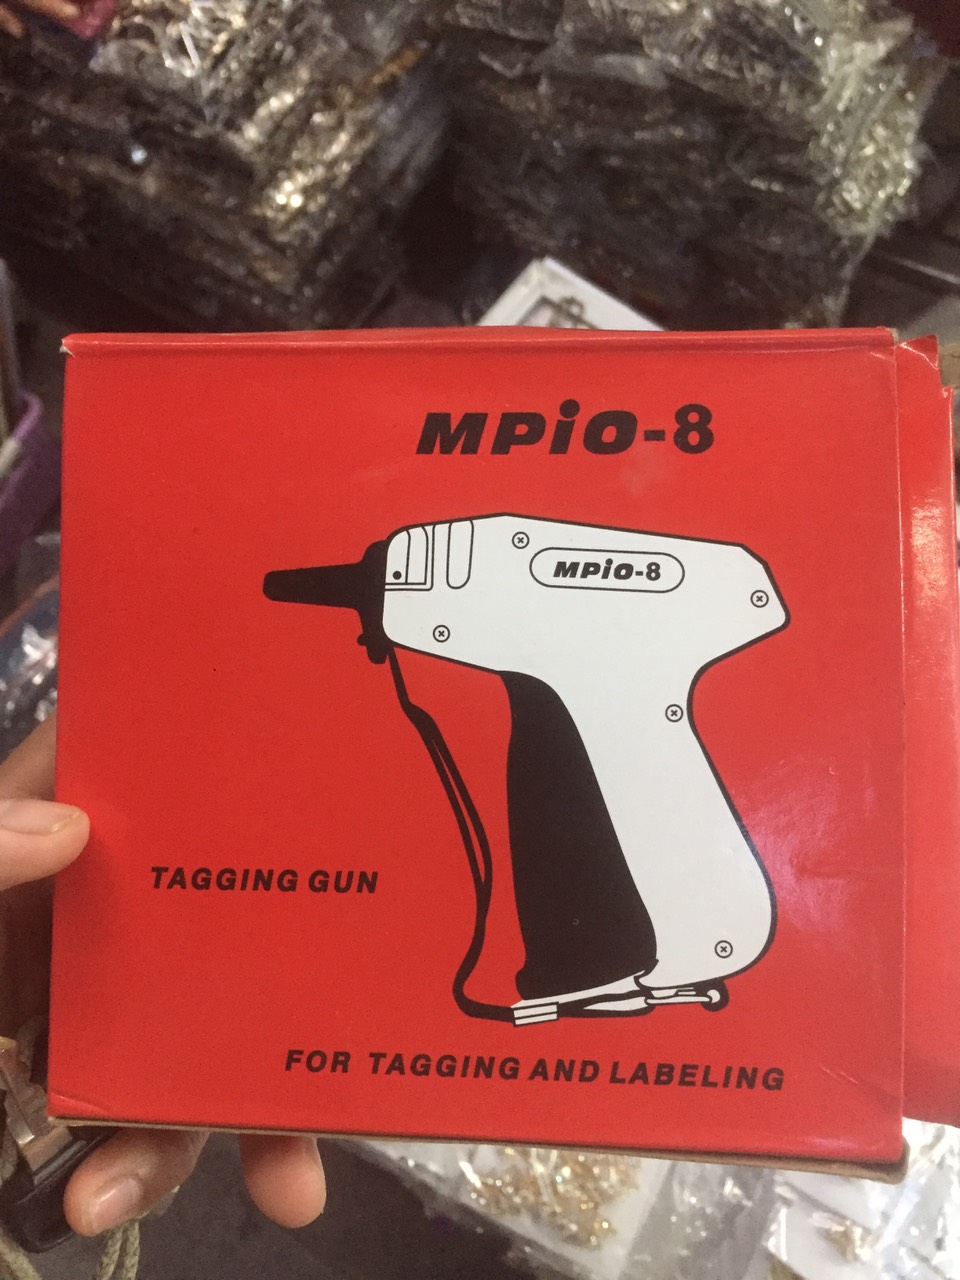 MPiO-8
MPiO-8
TAGGING GUN
FOR TAGGING AND LABELING